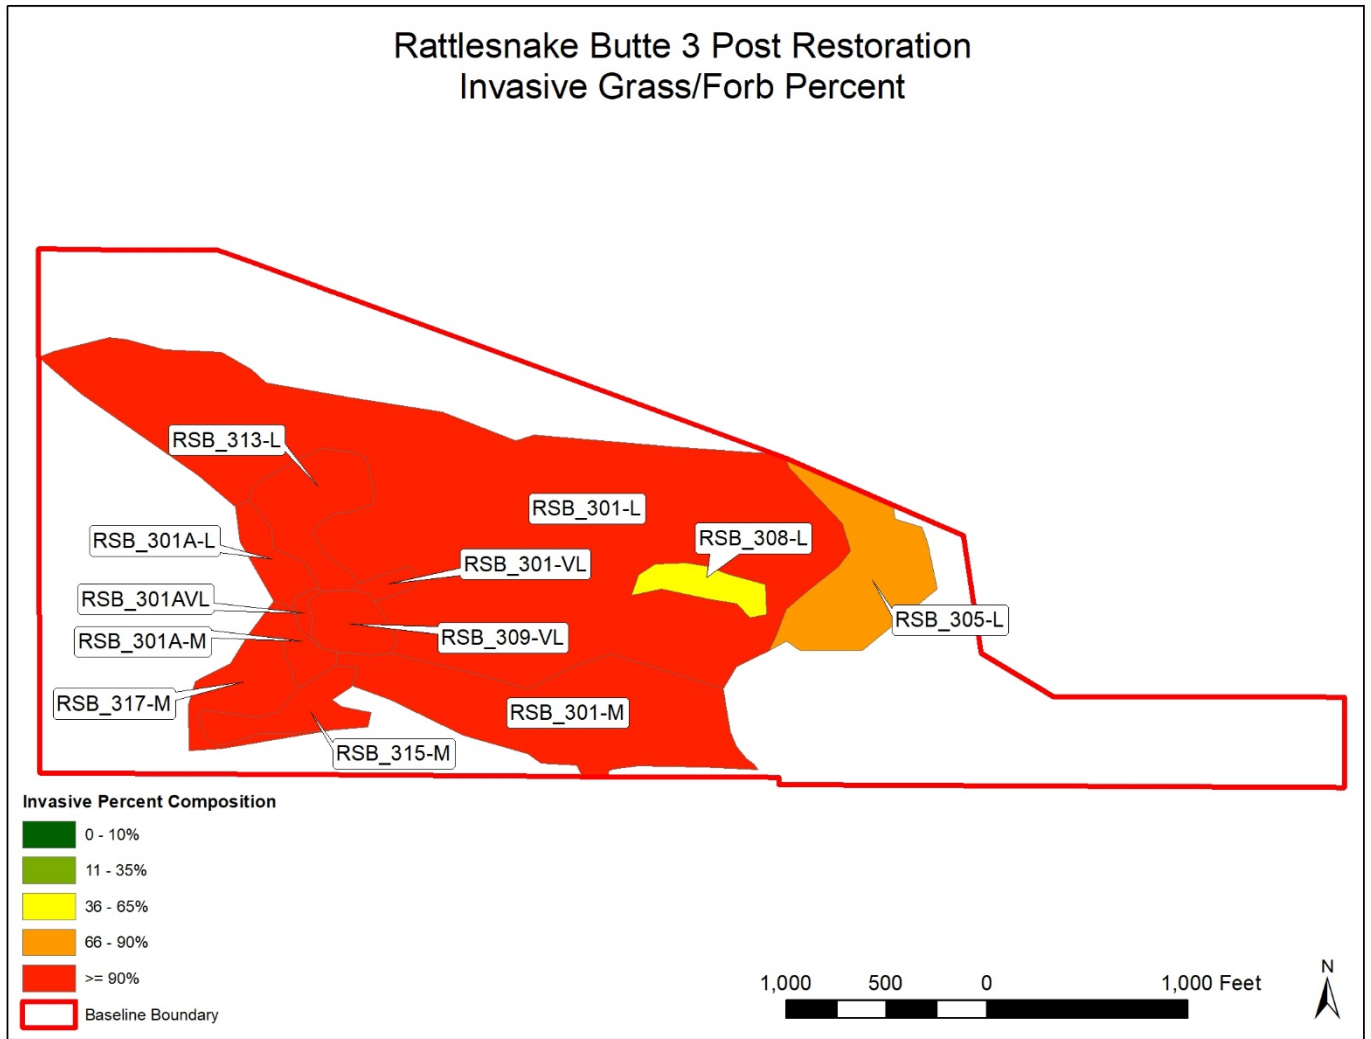 Rattlesnake Butte 3 Post Restoration
Invasive Grass/Forb Percent
RSB_313-L
RSB_301-L
RSB_301A-L
RSB_308-L
RSB_301-VL
RSB_301AVL
RSB_305-L
RSB_301A-M
RSB_309-VL
RSB_317-M
RSB_301-M
RSB_315-M
Invasive Percent Composition
0 - 10%
11 - 35%
36 - 65%
66 - 90%
>= 90%
Baseline Boundary
1,000 500 0 1,000 Feet
N